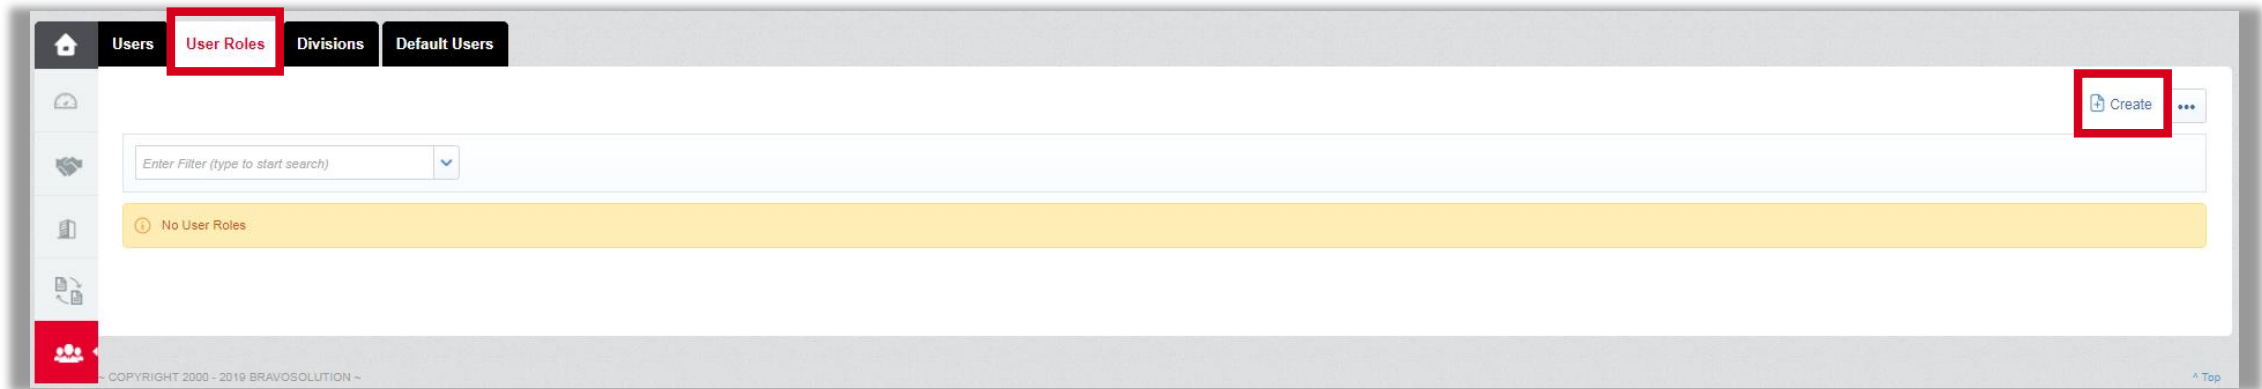 Users User Roles Divisions Default Users
Create •••
Enter Filter (type to start search)
No User Roles
~ COPYRIGHT 2000 - 2019 BRAVOSOLUTION ~
^ Top